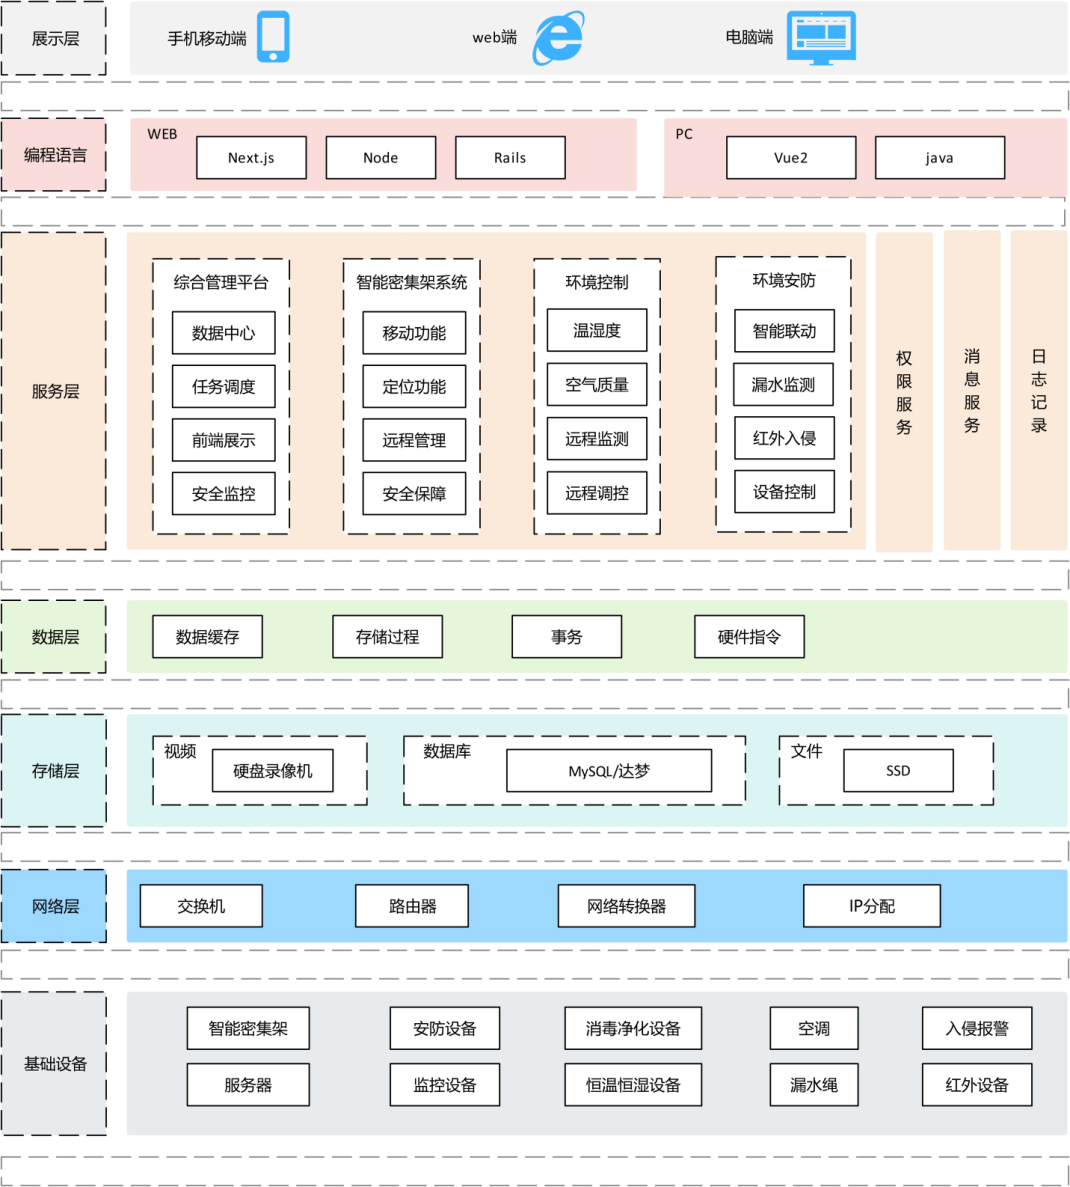 展示层
手机移动端
web端
电脑端
编程语言
WEB
Next.js
Node
Rails
PC
Vue2
java
服务层
综合管理平台
数据中心
任务调度
前端展示
安全监控
智能密集架系统
移动功能
定位功能
远程管理
安全保障
环境控制
温湿度
空气质量
远程监测
远程调控
环境安防
智能联动
漏水监测
红外入侵
设备控制
权限服务
消息服务
日志记录
数据层
数据缓存
存储过程
事务
硬件指令
存储层
视频
硬盘录像机
数据库
MySQL/达梦
文件
SSD
网络层
交换机
路由器
网络转换器
IP分配
基础设备
智能密集架
安防设备
消毒净化设备
空调
入侵报警
服务器
监控设备
恒温恒湿设备
漏水绳
红外设备